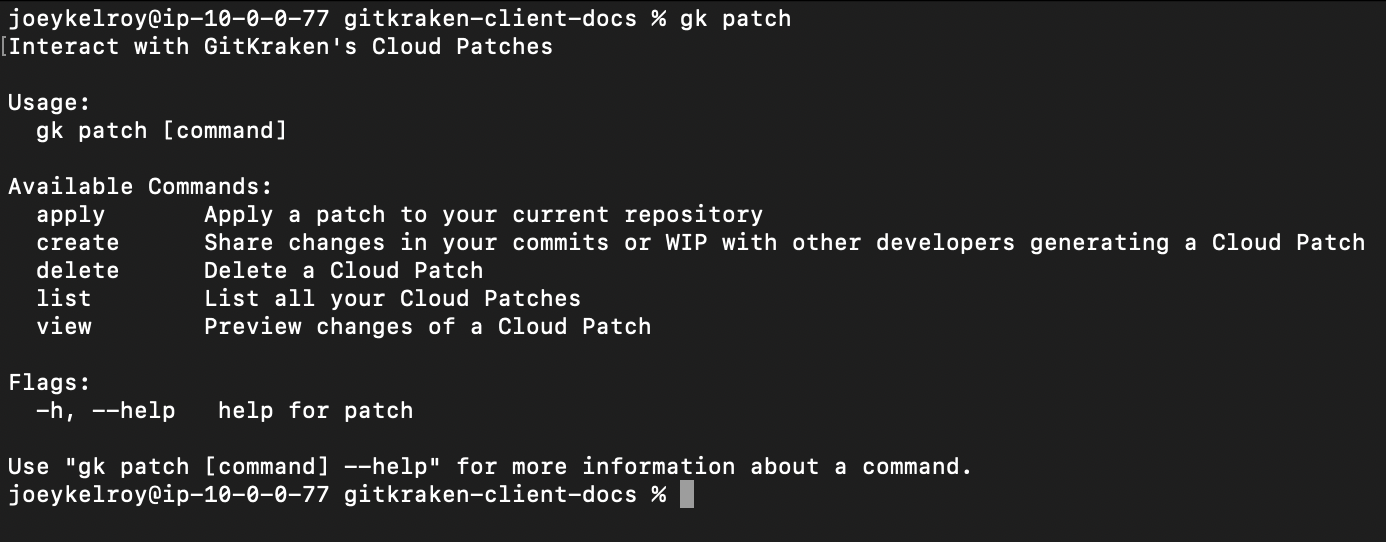 joeykelroy@ip-10-0-0-77 gitkraken-client-docs % gk patch
[Interact with GitKraken's Cloud Patches
Usage:
  gk patch [command]
Available Commands:
  apply       Apply a patch to your current repository
  create      Share changes in your commits or WIP with other developers generating a Cloud Patch
  delete      Delete a Cloud Patch
  list        List all your Cloud Patches
  view        Preview changes of a Cloud Patch
Flags:
  -h, --help   help for patch
Use "gk patch [command] --help" for more information about a command.
joeykelroy@ip-10-0-0-77 gitkraken-client-docs %